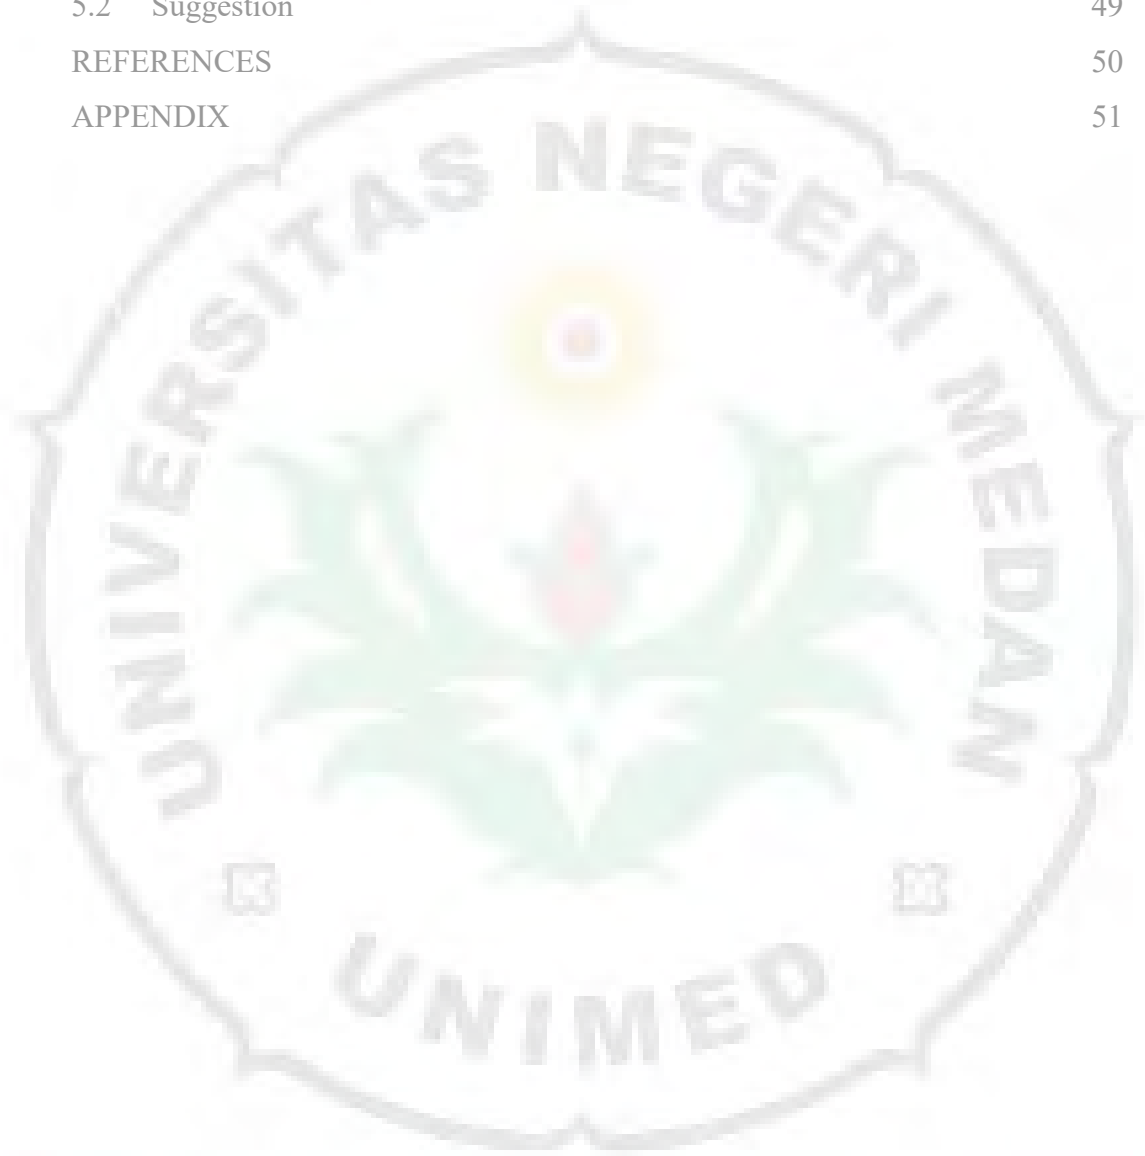 5.2 Suggestion 49
REFERENCES 50
APPENDIX 51
UNIVERSITAS NEGERI MEDAN
UNIMED